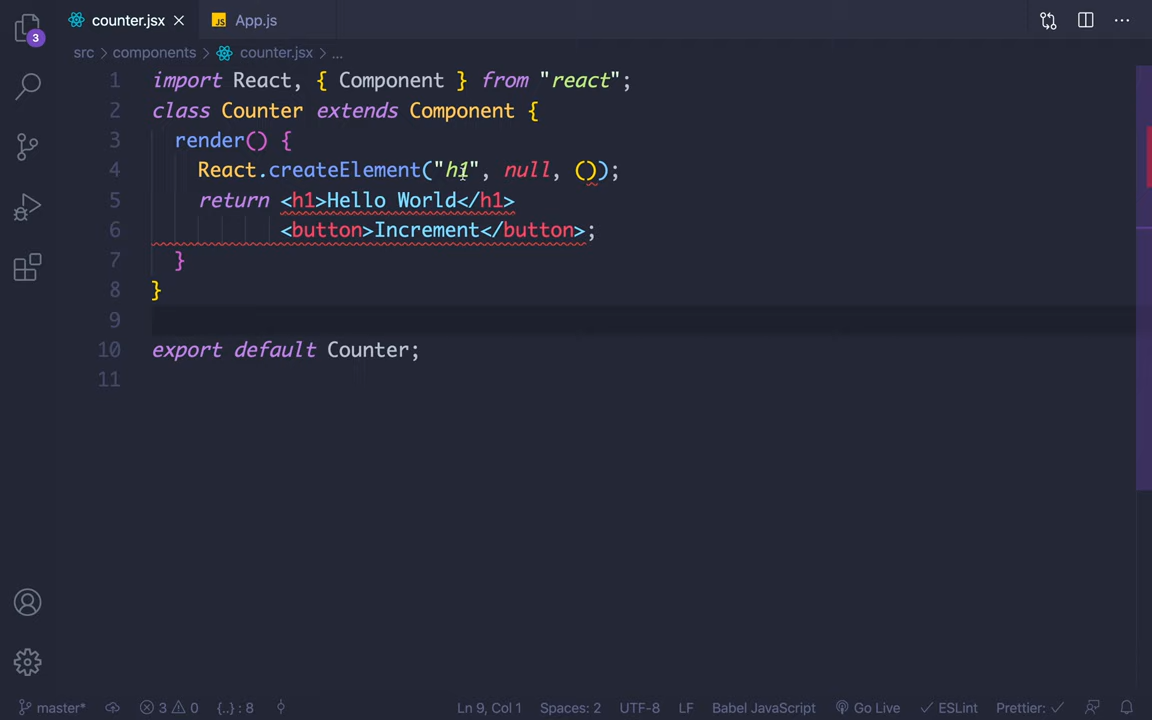 counter.jsx
JS App.js
3
src > components > counter.jsx > ...
1 import React, { Component } from "react";
2 class Counter extends Component {
3 render() {
4 React.createElement("h1", null, ());
5 return <h1>Hello World</h1>
6 <button>Increment</button>;
7 }
8 }
9
10 export default Counter;
11
master* 3 0 {..} : 8 Ln 9, Col 1 Spaces: 2 UTF-8 LF Babel JavaScript Go Live ESLint Prettier: ✓